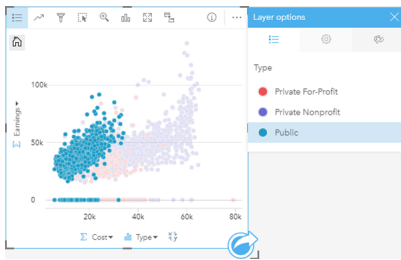 Layer options
Type
Private For-Profit
Private Nonprofit
Public
Earnings
100k
50k
0
20k
40k
60k
80k
Cost
Type